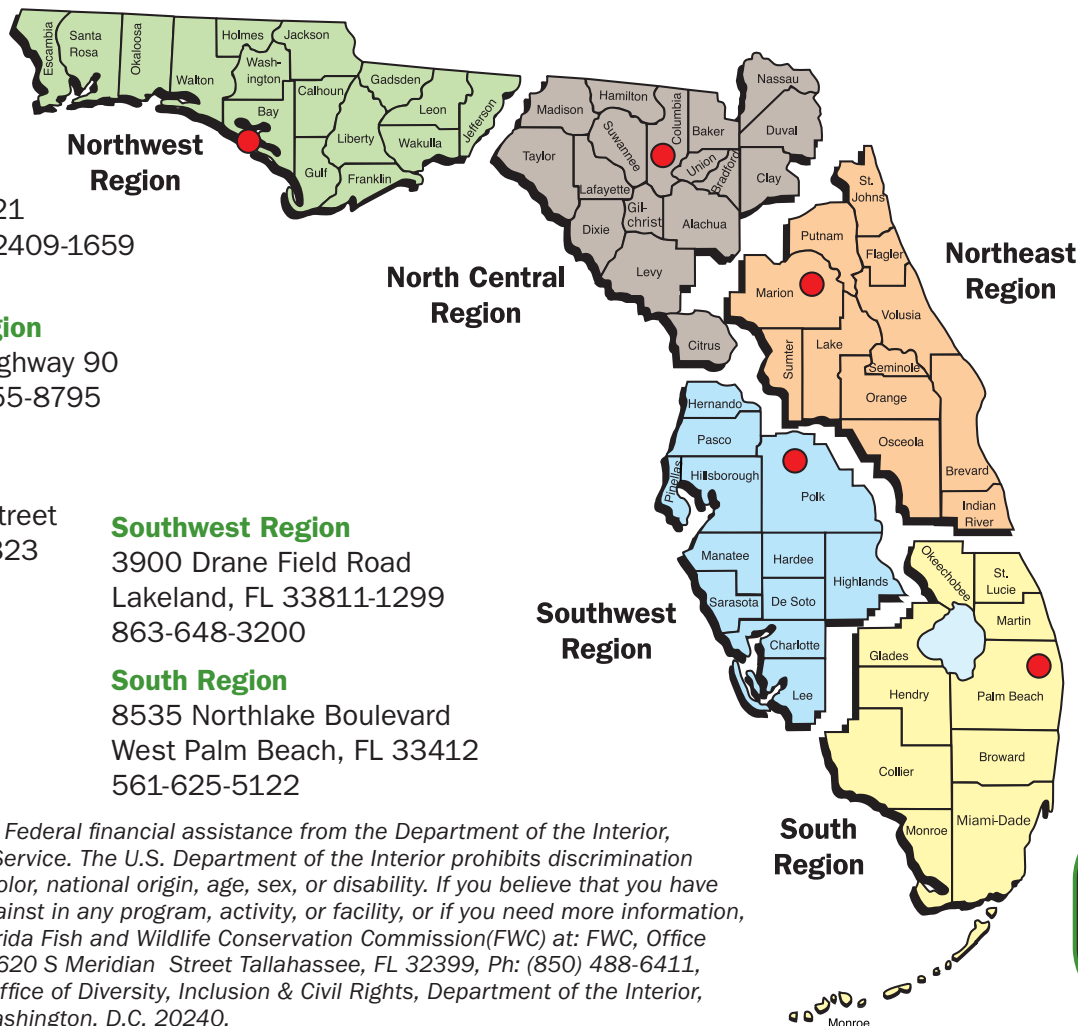 Escambia
Santa
Rosa
Okaloosa
Walton
Holmes
Jackson
Wash-
ington
Bay
Calhoun
Gulf
Liberty
Gadsden
Leon
Wakulla
Franklin
Jefferson
Northwest
Region
Madison
Hamilton
Taylor
Suwannee
Lafayette
Columbia
Baker
Nassau
Duval
Union
Bradford
Clay
Gil-
christ
Dixie
Alachua
Levy
Citrus
North Central
Region
St.
Johns
Putnam
Flagler
Marion
Volusia
Sumter
Lake
Seminole
Orange
Osceola
Brevard
Indian
River
Northeast
Region
Hernando
Pasco
Pinellas
Hillsborough
Polk
Manatee
Hardee
Highlands
Sarasota
De Soto
Charlotte
Lee
Southwest
Region
Okeechobee
St.
Lucie
Martin
Glades
Hendry
Palm Beach
Broward
Collier
Monroe
Miami-Dade
Monroe
South
Region
21
2409-1659
gion
ghway 90
55-8795
treet
323
Southwest Region
3900 Drane Field Road
Lakeland, FL 33811-1299
863-648-3200
South Region
8535 Northlake Boulevard
West Palm Beach, FL 33412
561-625-5122
Federal financial assistance from the Department of the Interior,
Service. The U.S. Department of the Interior prohibits discrimination
olor, national origin, age, sex, or disability. If you believe that you have
ainst in any program, activity, or facility, or if you need more information,
rida Fish and Wildlife Conservation Commission(FWC) at: FWC, Office
620 S Meridian Street Tallahassee, FL 32399, Ph: (850) 488-6411,
ffice of Diversity, Inclusion & Civil Rights, Department of the Interior,
ashington, D.C. 20240.